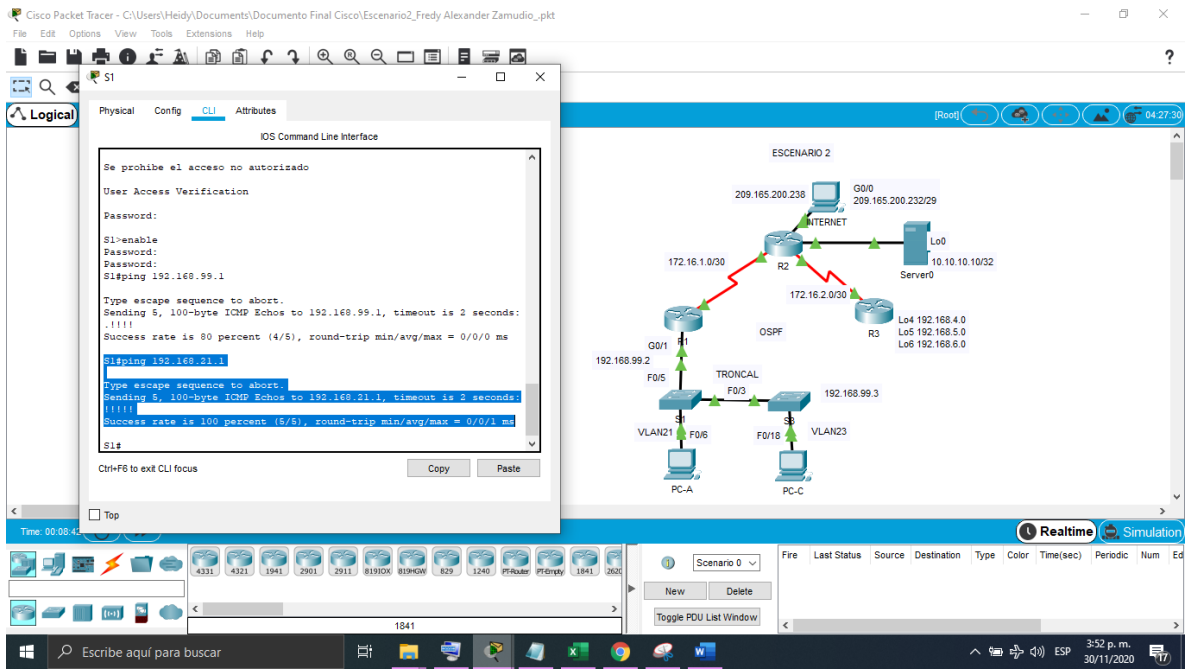 Cisco Packet Tracer - C:\Users\Heidy\Documents\Documento Final Cisco\Escenario2_Fredy Alexander Zamudio_.pkt
File Edit Options View Tools Extensions Help
?
S1
Physical Config CLI Attributes
IOS Command Line Interface
Se prohibe el acceso no autorizado
User Access Verification
Password:
S1>enable
Password:
Password:
S1#ping 192.168.99.1
Type escape sequence to abort.
Sending 5, 100-byte ICMP Echos to 192.168.99.1, timeout is 2 seconds:
.!!!!
Success rate is 80 percent (4/5), round-trip min/avg/max = 0/0/0 ms
S1#ping 192.168.21.1
Type escape sequence to abort.
Sending 5, 100-byte ICMP Echos to 192.168.21.1, timeout is 2 seconds:
!!!!!
Success rate is 100 percent (5/5), round-trip min/avg/max = 0/0/1 ms
S1#
Ctrl+F6 to exit CLI focus
Copy Paste
Top
Logical
[Root]
04:27:30
ESCENARIO 2
209.165.200.238
G0/0
209.165.200.232/29
INTERNET
Lo0
10.10.10.10/32
Server0
172.16.1.0/30
R2
172.16.2.0/30
Lo4 192.168.4.0
Lo5 192.168.5.0
Lo6 192.168.6.0
R3
OSPF
R1
G0/1
192.168.99.2
F0/5
TRONCAL
F0/3
192.168.99.3
S1
S3
VLAN21
F0/6
F0/18
VLAN23
PC-A
PC-C
Time: 00:08:42
Realtime
Simulation
4331 4321 1941 2901 2911 819IOX 819HGW 829 1240 PT-Router PT-Empty 1841 2620
1841
Scenario 0
New Delete
Toggle PDU List Window
Fire Last Status Source Destination Type Color Time(sec) Periodic Num Ed
Escribe aquí para buscar
ESP
3:52 p. m.
30/11/2020
17